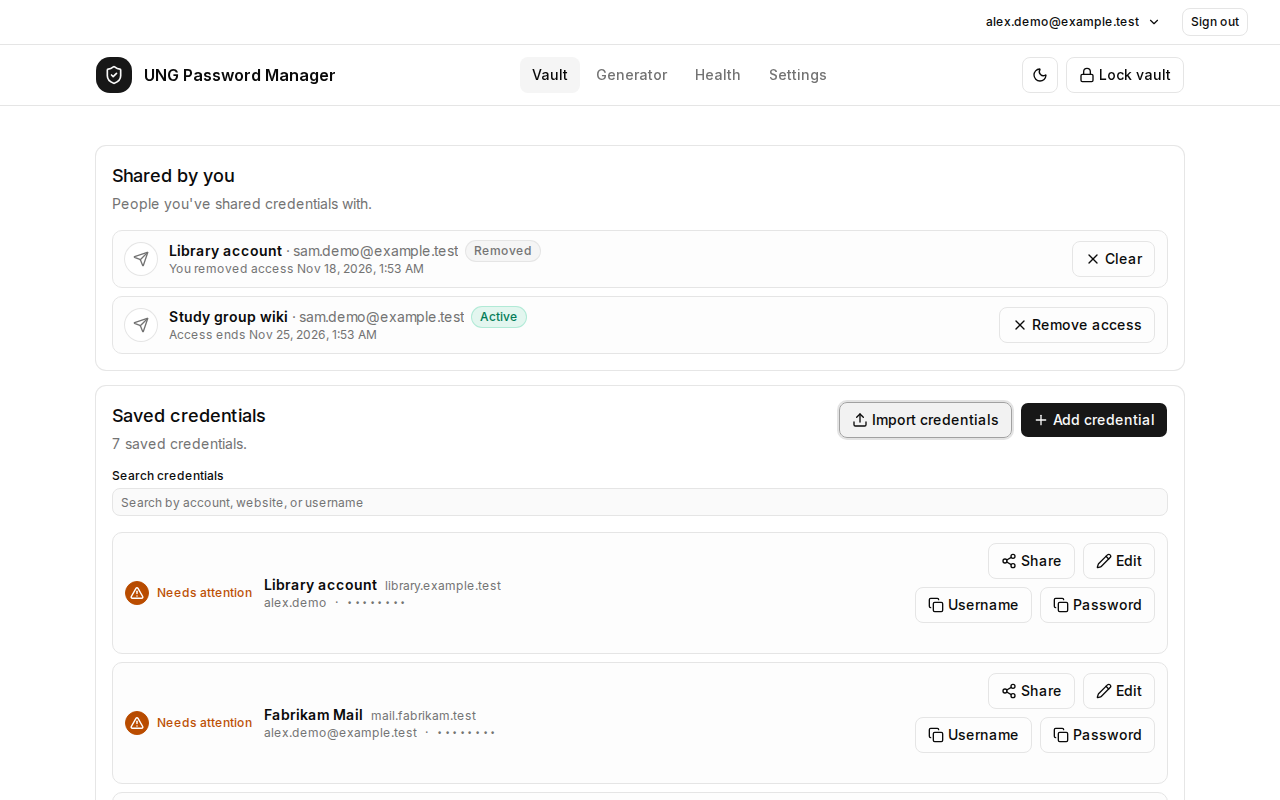 alex.demo@example.test
Sign out
UNG Password Manager
Vault
Generator
Health
Settings
Lock vault
Shared by you
People you've shared credentials with.
Library account · sam.demo@example.test Removed
You removed access Nov 18, 2026, 1:53 AM
Clear
Study group wiki · sam.demo@example.test Active
Access ends Nov 25, 2026, 1:53 AM
Remove access
Saved credentials
7 saved credentials.
Import credentials
Add credential
Search credentials
Search by account, website, or username
Needs attention
Library account library.example.test
alex.demo · ••••••••
Share
Edit
Username
Password
Needs attention
Fabrikam Mail mail.fabrikam.test
alex.demo@example.test · ••••••••
Share
Edit
Username
Password